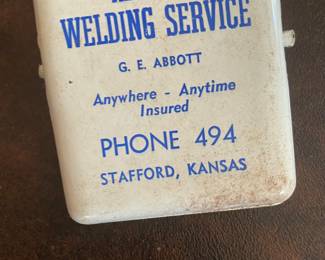 WELDING SERVICE
G. E. ABBOTT
Anywhere - Anytime
Insured
PHONE 494
STAFFORD, KANSAS